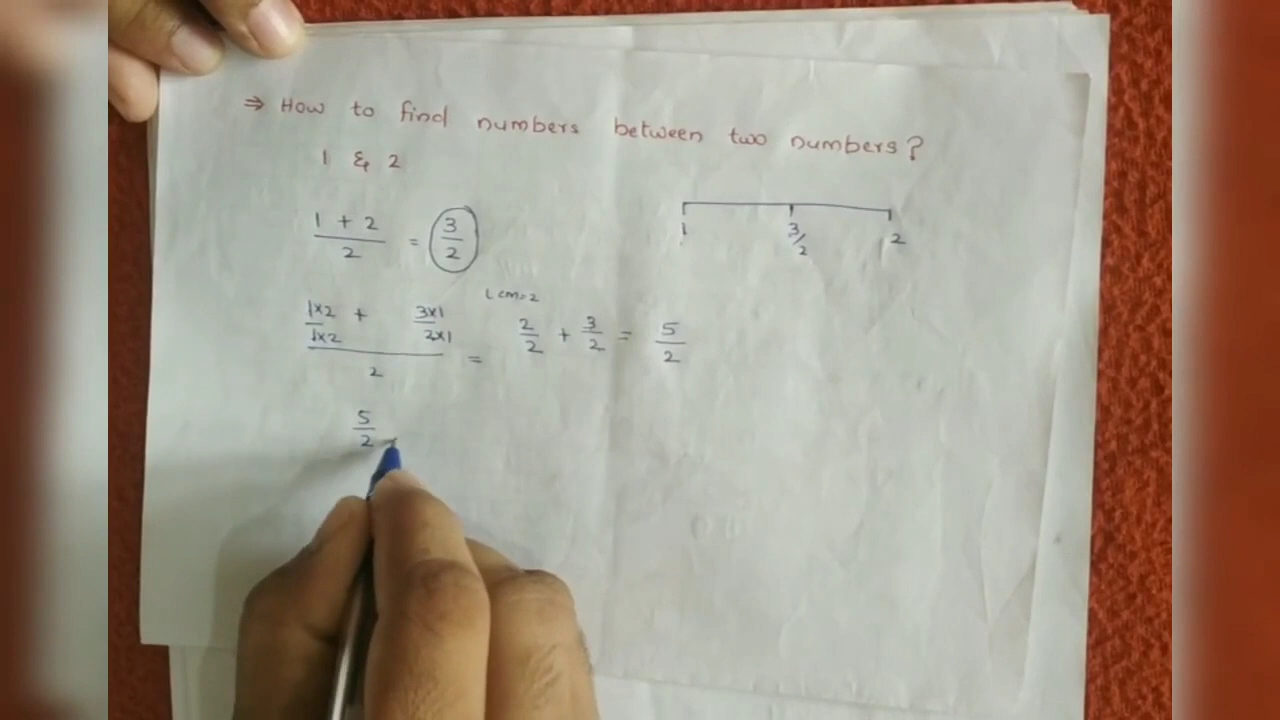 ⇒ How to find numbers between two numbers?
1 & 2
1 + 2 / 2 = 3/2
1 3/2 2
LCM=2
1×2/1×2 + 3×1/2×1 / 2 = 2/2 + 3/2 = 5/2
5/2